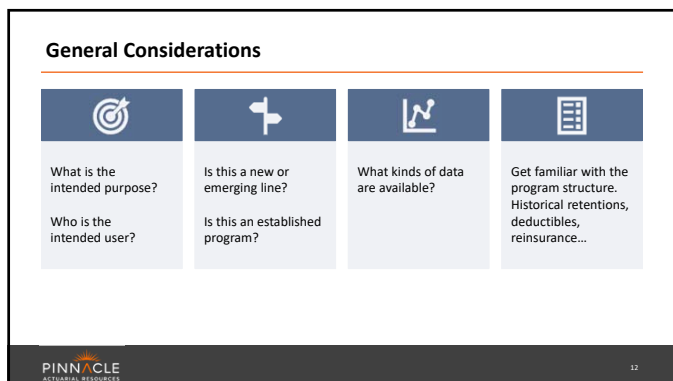 General Considerations
What is the
intended purpose?
Who is the
intended user?
Is this a new or
emerging line?
Is this an established
program?
What kinds of data
are available?
Get familiar with the
program structure.
Historical retentions,
deductibles,
reinsurance…
PINNACLE
ACTUARIAL RESOURCES
12